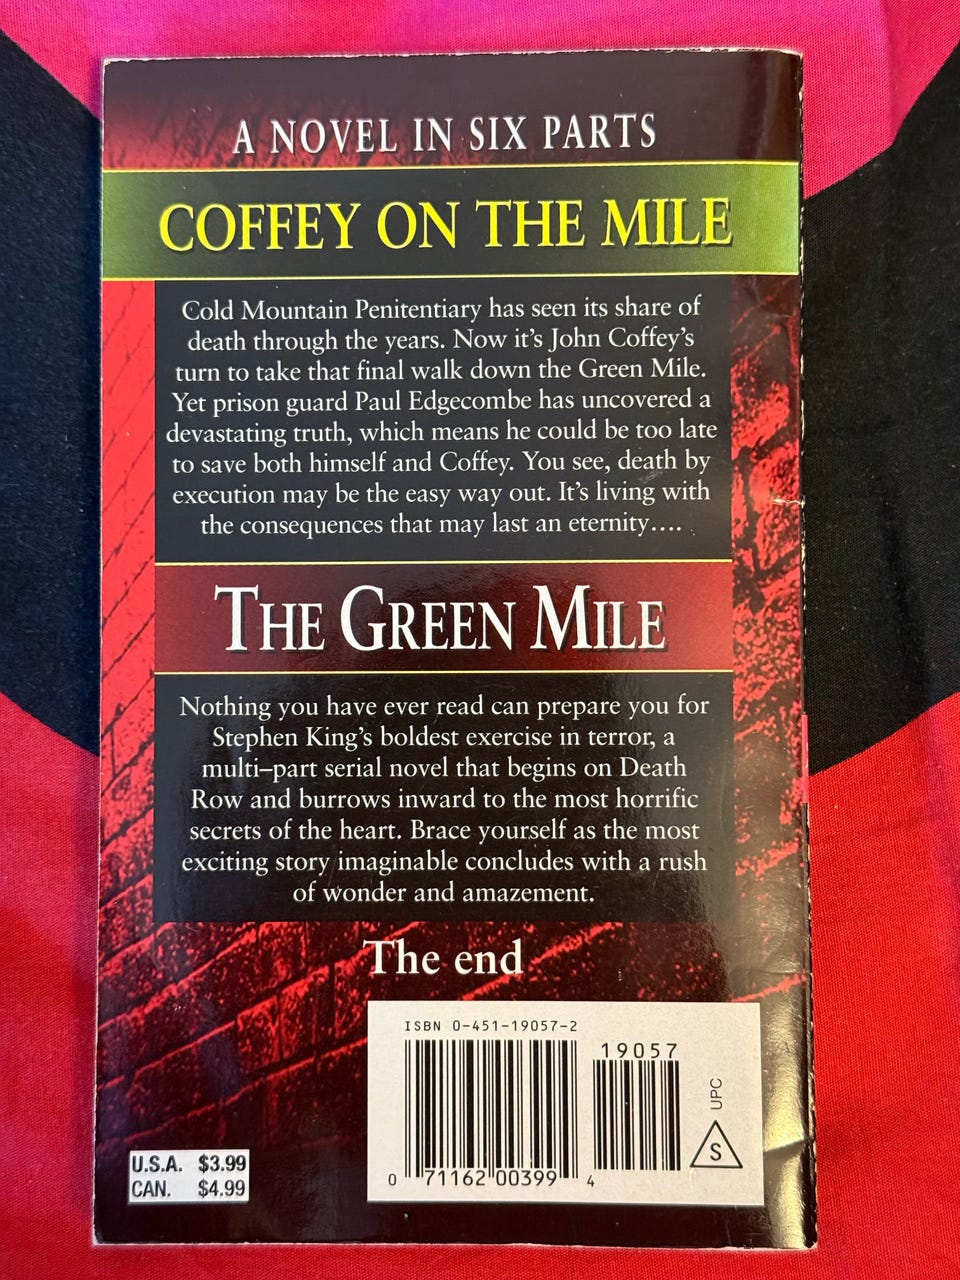 A NOVEL IN SIX PARTS
COFFEY ON THE MILE
Cold Mountain Penitentiary has seen its share of
death through the years. Now it's John Coffey's
turn to take that final walk down the Green Mile.
Yet prison guard Paul Edgecombe has uncovered a
devastating truth, which means he could be too late
to save both himself and Coffey. You see, death by
execution may be the easy way out. It's living with
the consequences that may last an eternity....
THE GREEN MILE
Nothing you have ever read can prepare you for
Stephen King's boldest exercise in terror, a
multi–part serial novel that begins on Death
Row and burrows inward to the most horrific
secrets of the heart. Brace yourself as the most
exciting story imaginable concludes with a rush
of wonder and amazement.
The end
ISBN 0-451-19057-2
19057
UPC
S
0 71162 00399 4
U.S.A. $3.99
CAN. $4.99